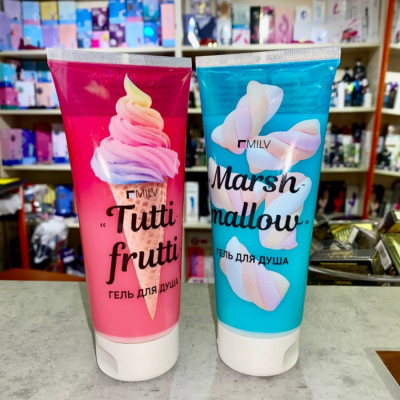 MILV
“Tutti-
frutti”
ГЕЛЬ ДЛЯ ДУША
MILV
“Marsh-
mallow”
ГЕЛЬ ДЛЯ ДУША